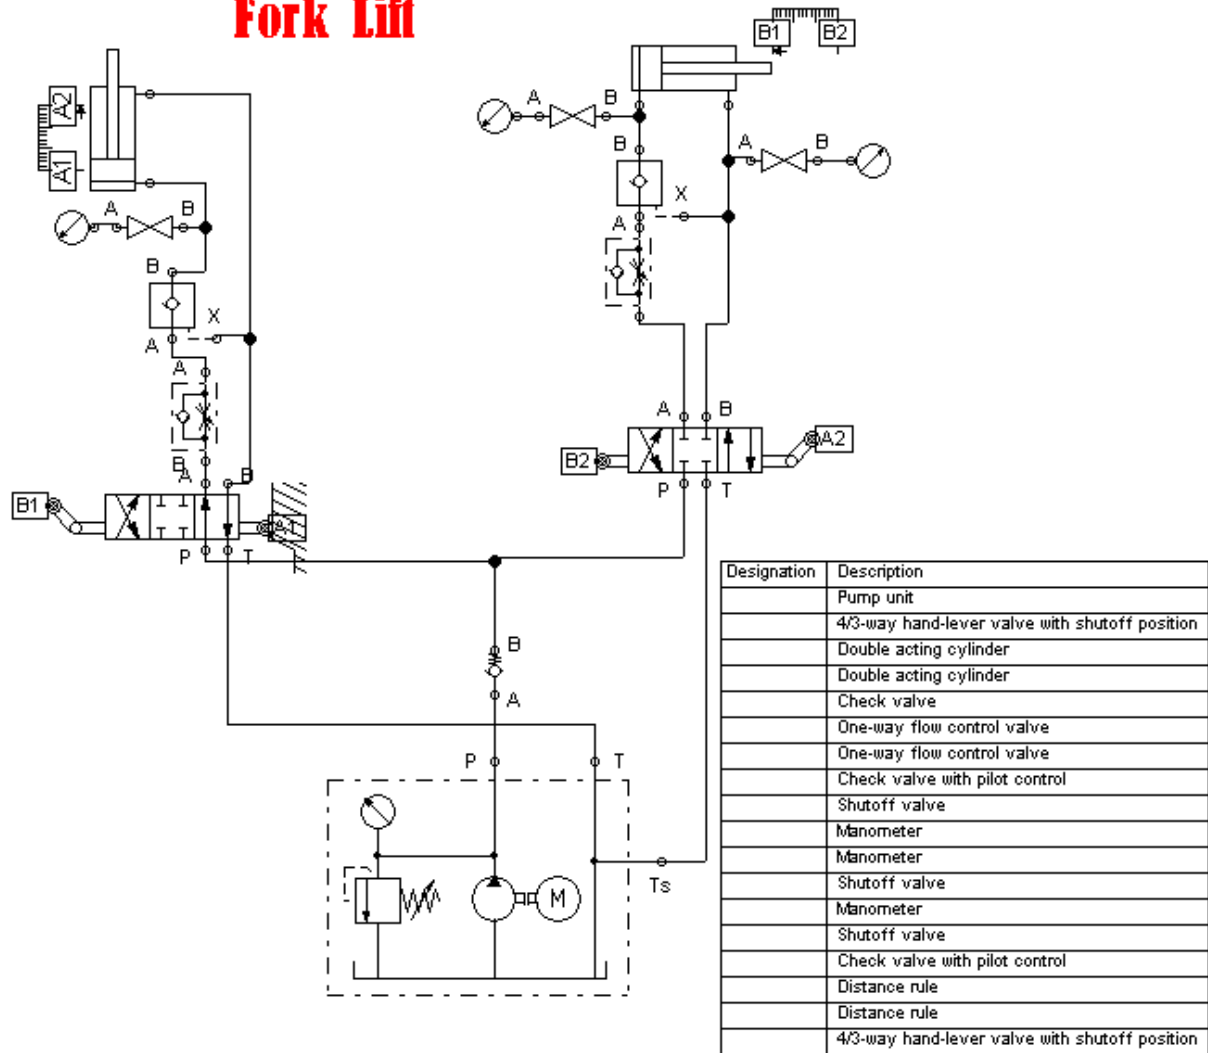 Fork Lift
B1 B2
A2
A1
A B
A B
B
A B
X
A
A B
B
X
A
A
B
A B
B1
A1
P T
A B
B2
A2
P T
B
A
P T
Ts
M
Designation Description
Pump unit
4/3-way hand-lever valve with shutoff position
Double acting cylinder
Double acting cylinder
Check valve
One-way flow control valve
One-way flow control valve
Check valve with pilot control
Shutoff valve
Manometer
Manometer
Shutoff valve
Manometer
Shutoff valve
Check valve with pilot control
Distance rule
Distance rule
4/3-way hand-lever valve with shutoff position